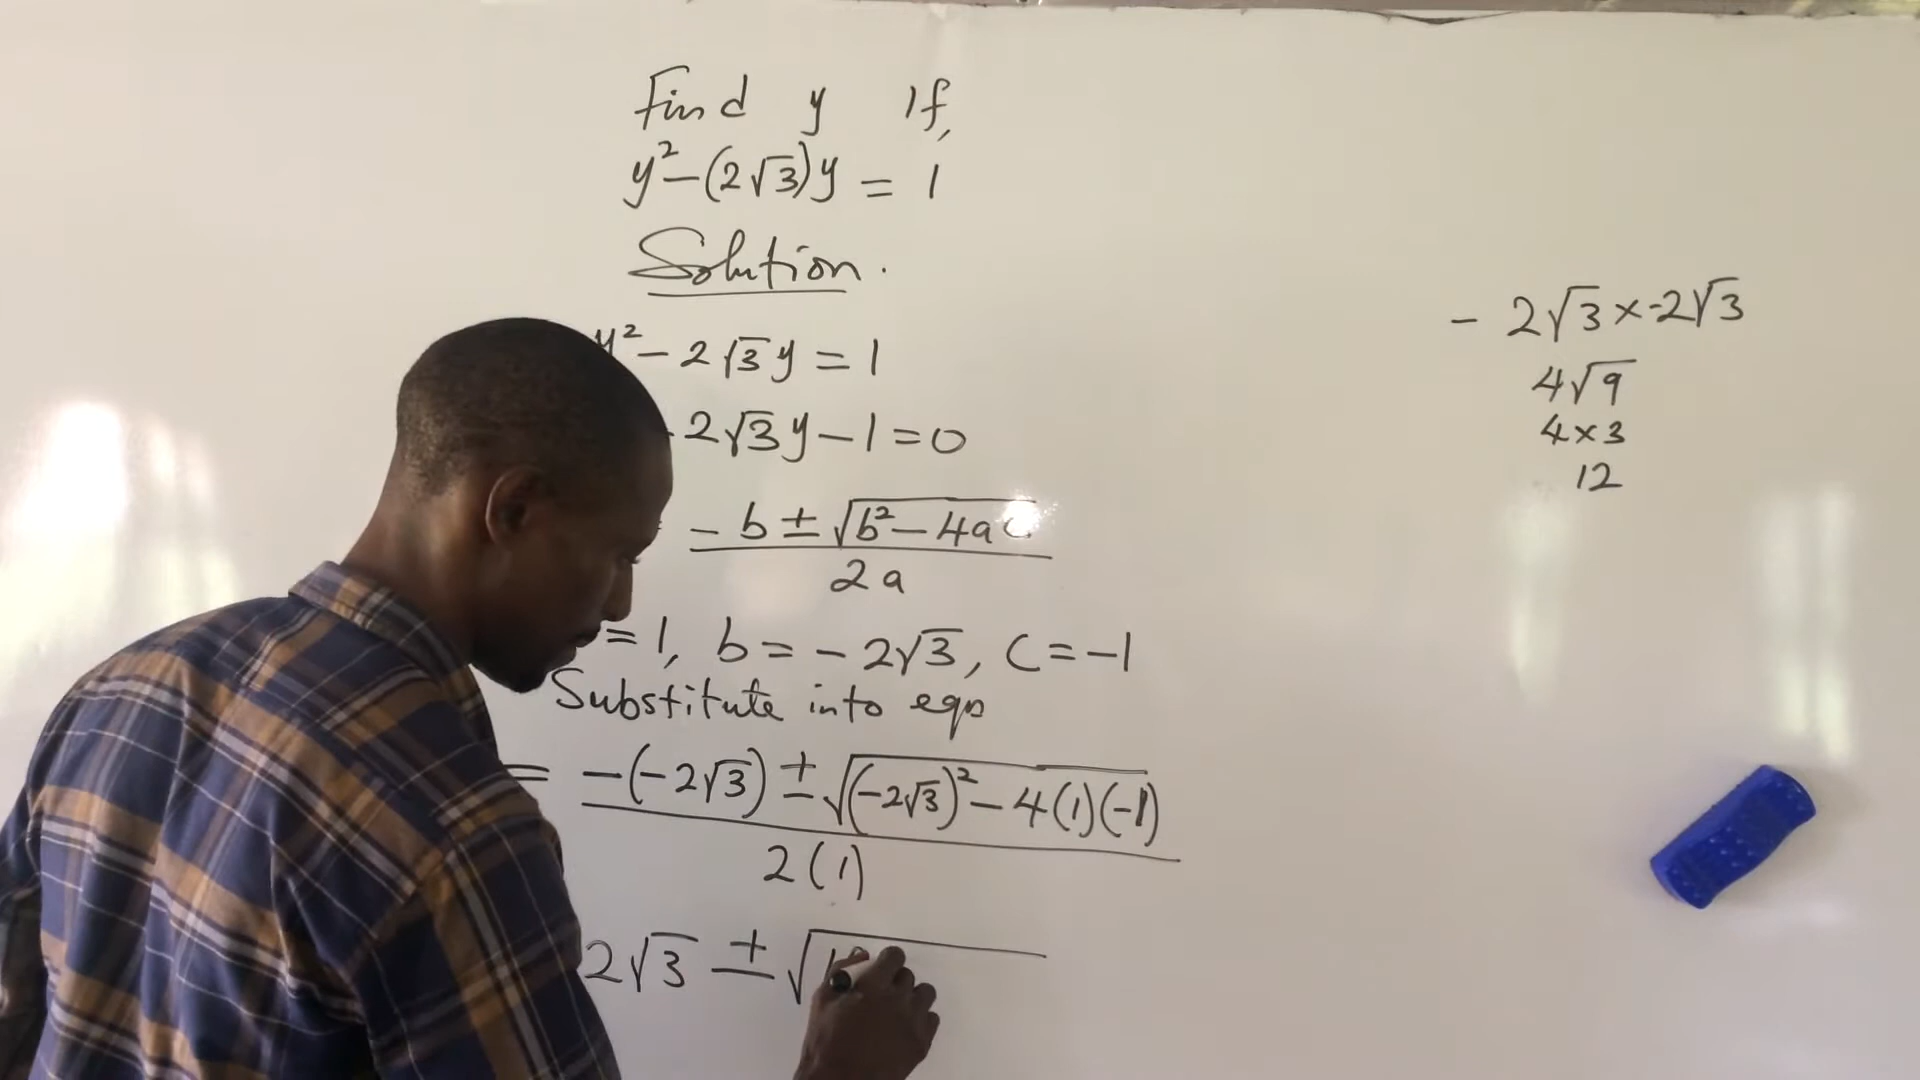 Find y If,
y²-(2√3)y = 1
Solution.
y²- 2√3y = 1
2√3y-1=0
- b ± √b²-4ac
2a
=1, b=-2√3, C=-1
Substitute into eqn
= -(-2√3) ± √(-2√3)²-4(1)(-1)
2(1)
2√3 ± √
- 2√3×-2√3
4√9
4×3
12